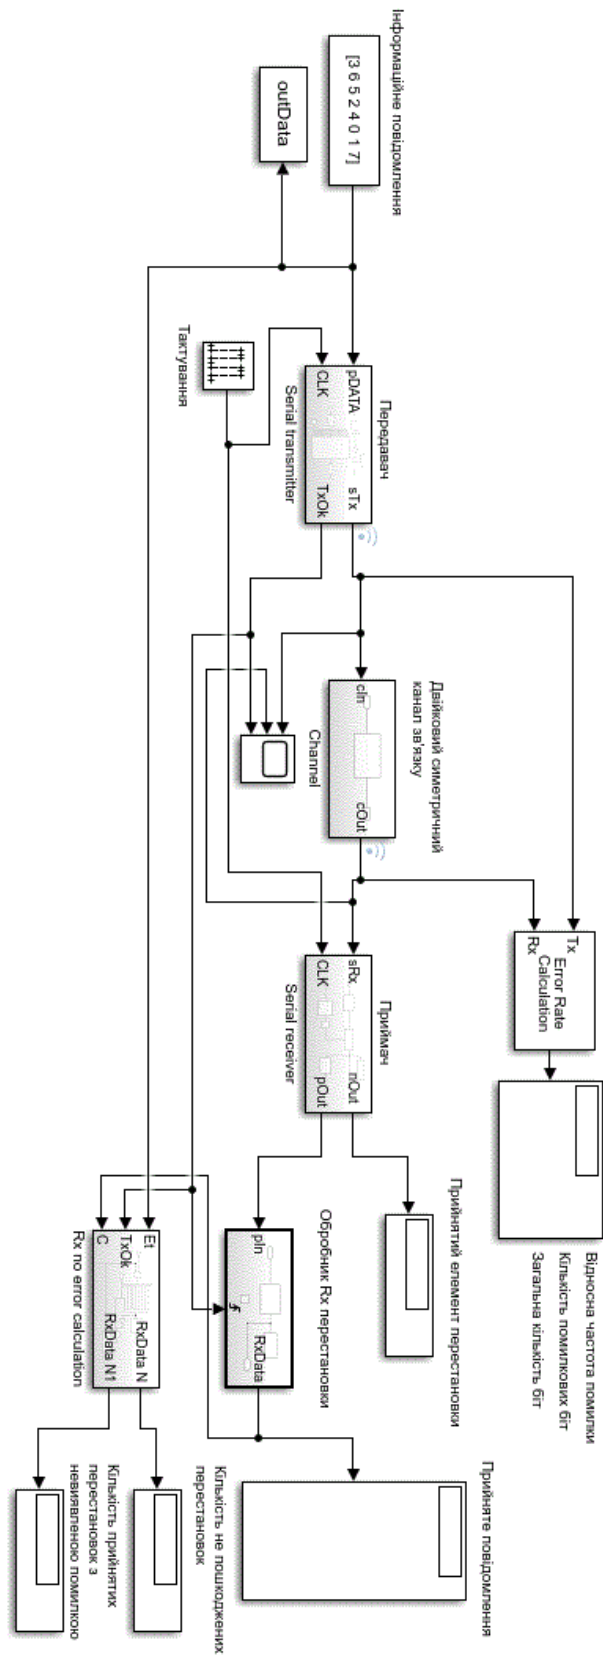 Інформаційне повідомлення
[3 6 5 2 4 0 1 7]
outData
Тактування
Передавач
pDATA
sTx
CLK
TxOk
Serial transmitter
Двійковий симетричний
канал зв'язку
cIn
cOut
Channel
Tx
Rx
Error Rate
Calculation
Відносна частота помилки
Кількість помилкових біт
Загальна кількість біт
Приймач
sRx
nOut
CLK
pOut
Serial receiver
Прийнятий елемент перестановки
Обробник Rx перестановки
pIn
RxData
Прийняте повідомлення
Et
TxOk
C
RxData N
RxData N1
Rx no error calculation
Кількість не пошкоджених
перестановок
Кількість прийнятих
перестановок з
невиявленою помилкою